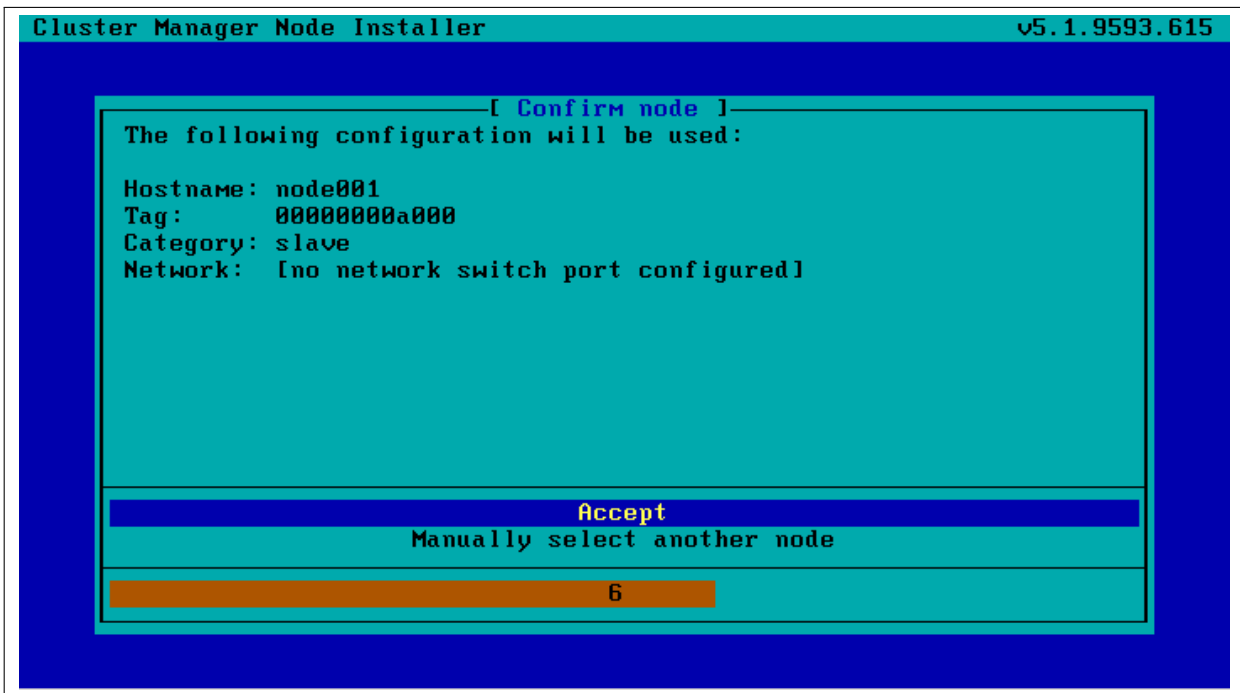 Cluster Manager Node Installer v5.1.9593.615
[ Confirm node ]
The following configuration will be used:
Hostname: node001
Tag: 00000000a000
Category: slave
Network: [no network switch port configured]
Accept
Manually select another node
6